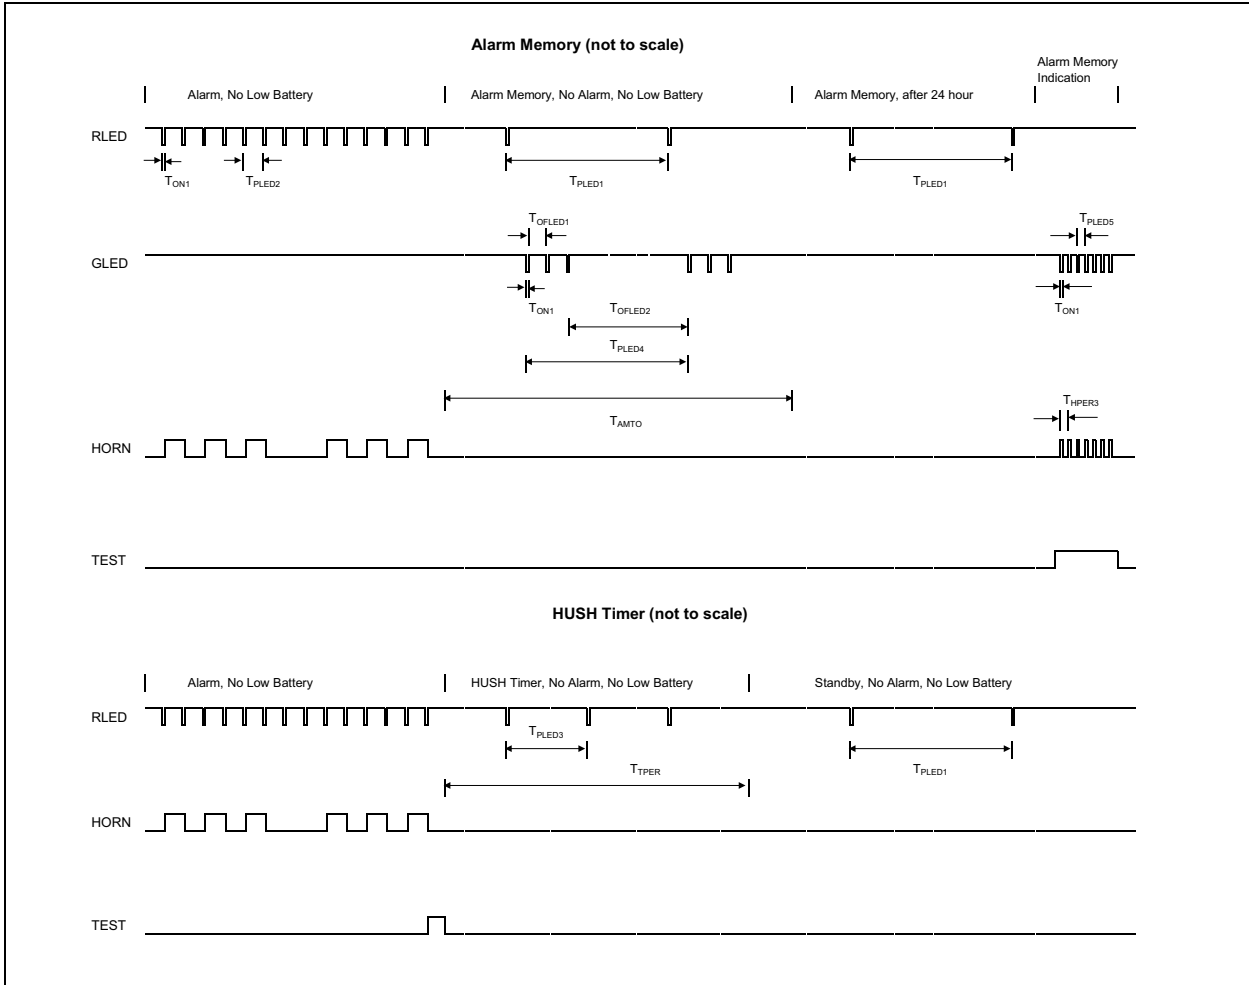 Alarm Memory (not to scale)
Alarm, No Low Battery
Alarm Memory, No Alarm, No Low Battery
Alarm Memory, after 24 hour
Alarm Memory
Indication
RLED
TON1
TPLED2
TPLED1
TPLED1
TOFLED1
TPLED5
GLED
TON1
TOFLED2
TON1
TPLED4
TAMTO
THPER3
HORN
TEST
HUSH Timer (not to scale)
Alarm, No Low Battery
HUSH Timer, No Alarm, No Low Battery
Standby, No Alarm, No Low Battery
RLED
TPLED3
TTPER
TPLED1
HORN
TEST